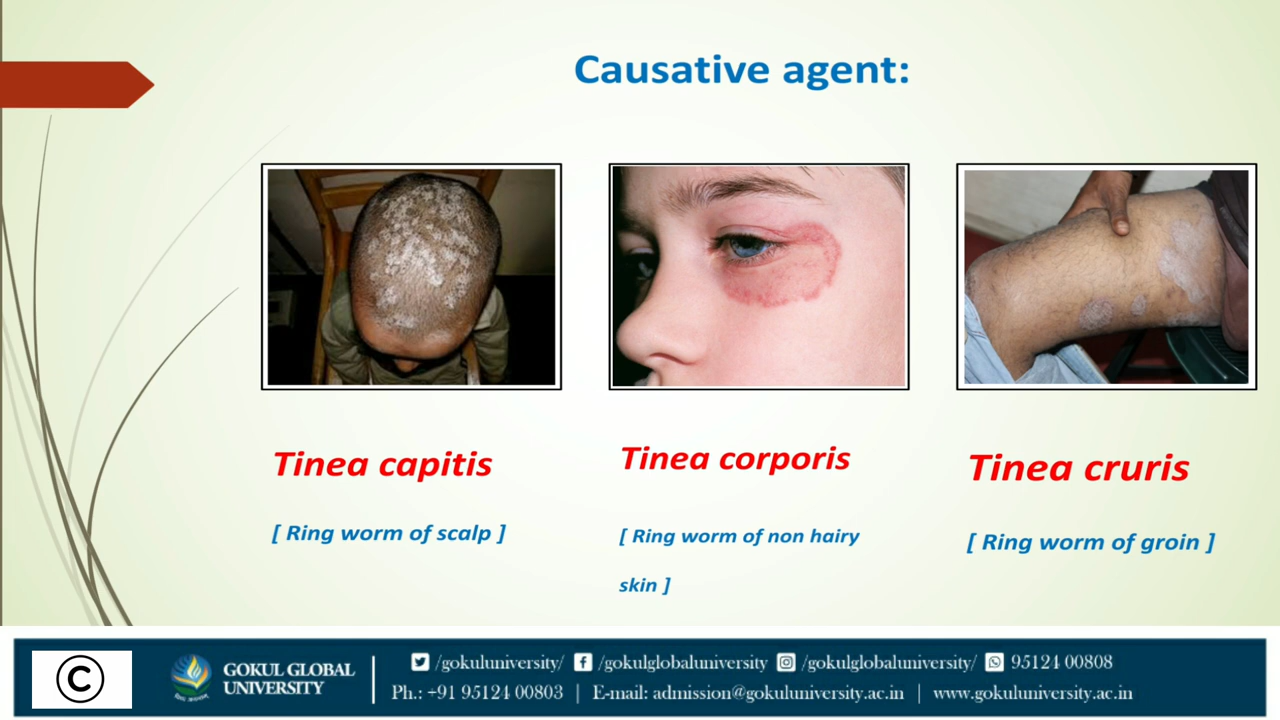 Causative agent:
Tinea capitis
[ Ring worm of scalp ]
Tinea corporis
[ Ring worm of non hairy
skin ]
Tinea cruris
[ Ring worm of groin ]
©
GOKUL GLOBAL
UNIVERSITY
/gokuluniversity/ /gokulglobaluniversity /gokulglobaluniversity/ 95124 00808
Ph.: +91 95124 00803 | E-mail: admission@gokuluniversity.ac.in | www.gokuluniversity.ac.in